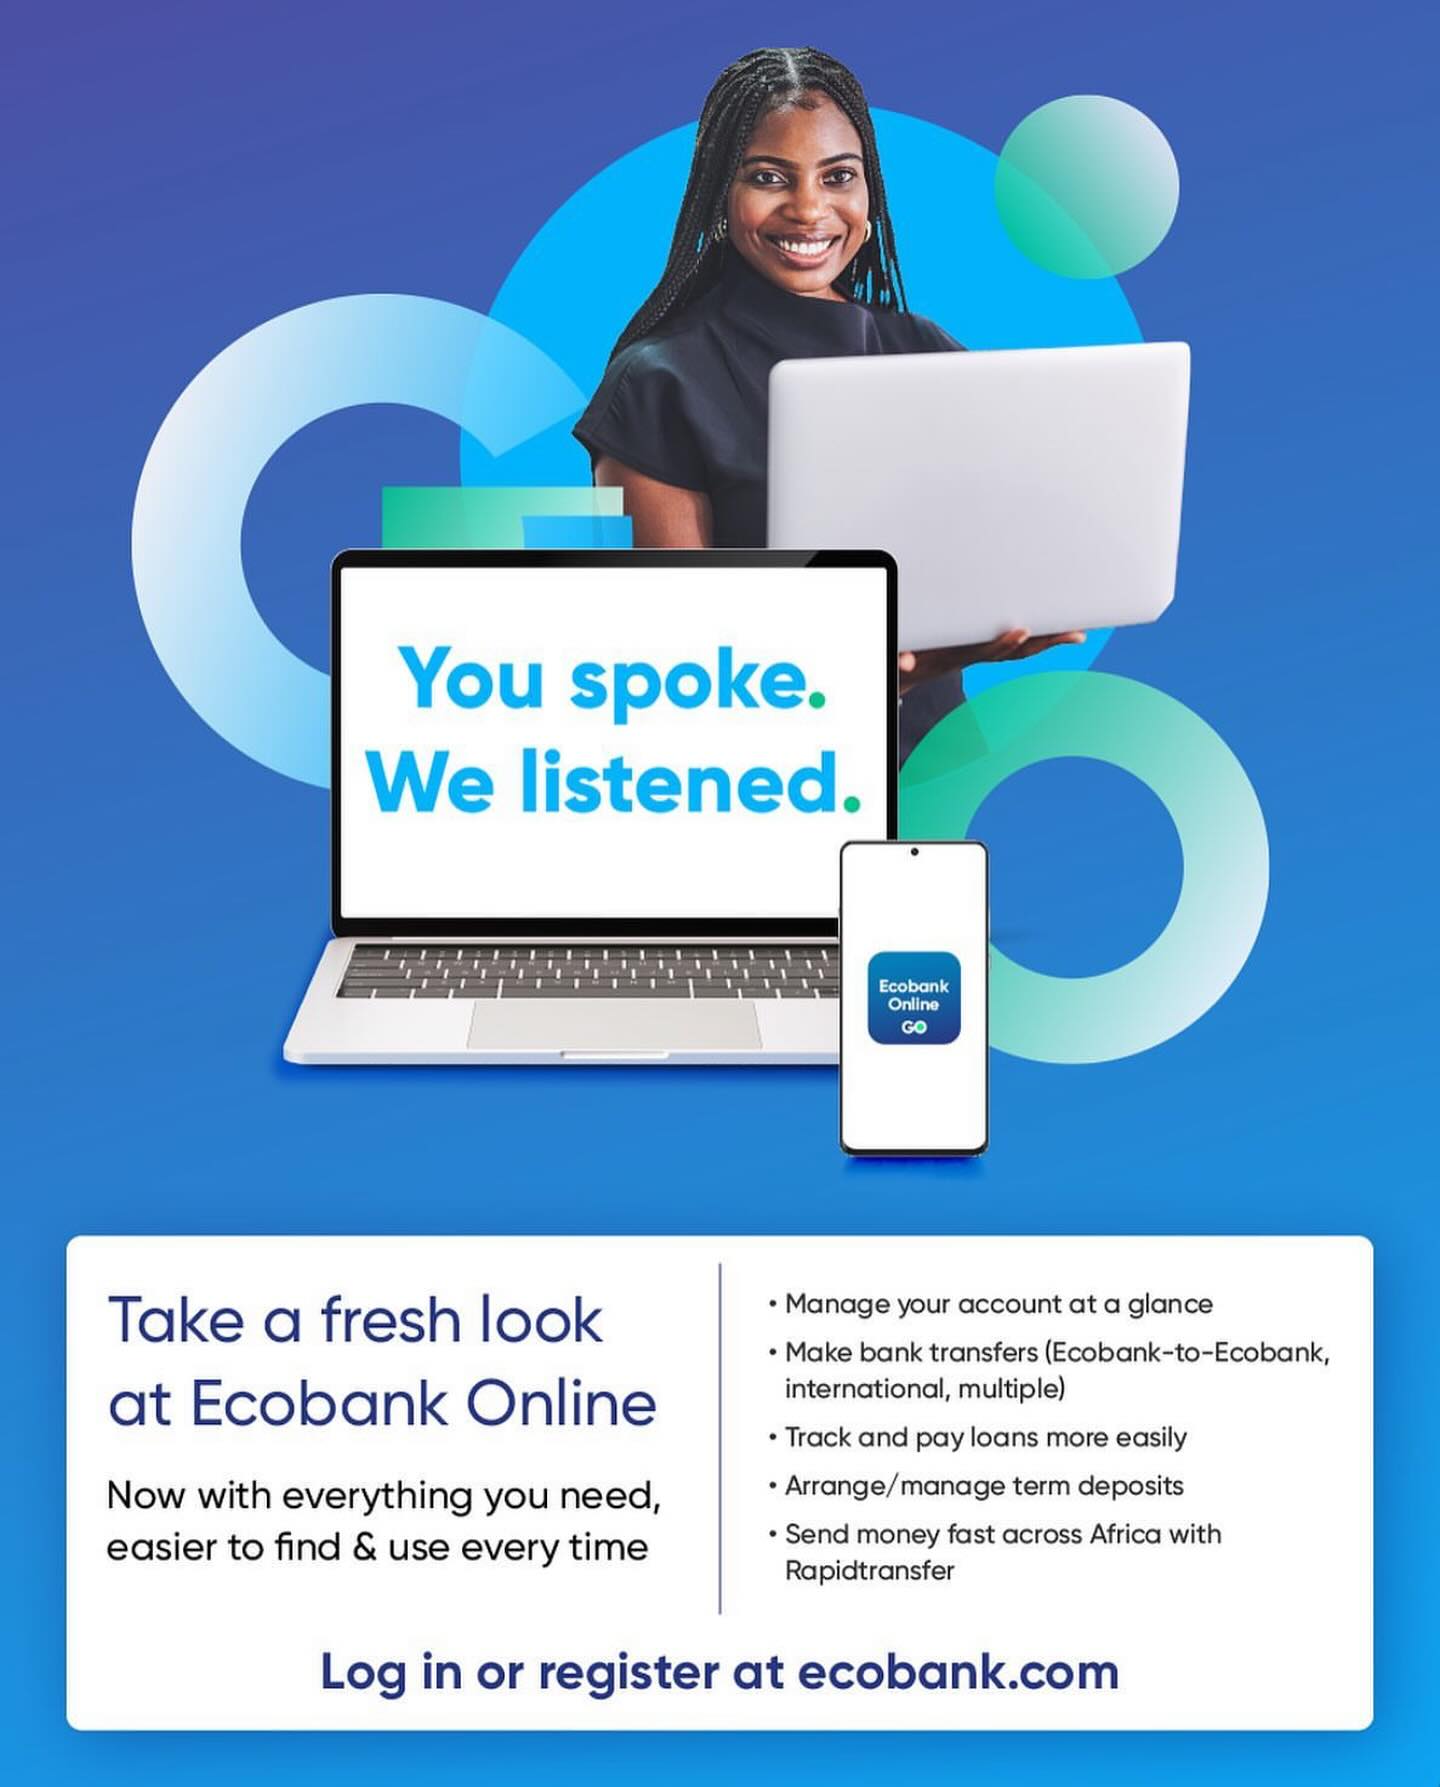 You spoke.
We listened.
Ecobank
Online
GO
Take a fresh look
at Ecobank Online
Now with everything you need,
easier to find & use every time
• Manage your account at a glance
• Make bank transfers (Ecobank-to-Ecobank,
international, multiple)
• Track and pay loans more easily
• Arrange/manage term deposits
• Send money fast across Africa with
Rapidtransfer
Log in or register at ecobank.com